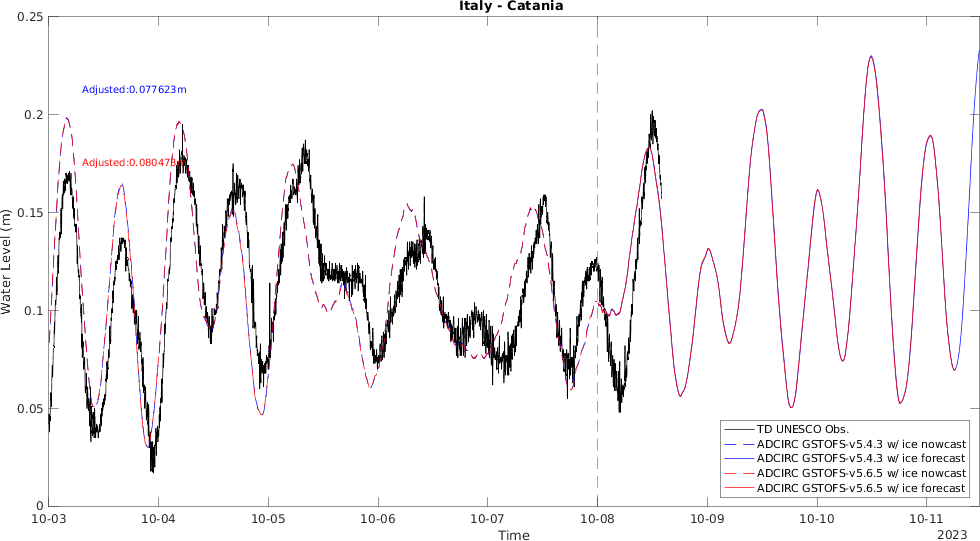 Italy - Catania
0.25
0.2
0.15
0.1
0.05
0
Water Level (m)
Adjusted:0.077623m
Adjusted:0.080473m
TD UNESCO Obs.
ADCIRC GSTOFS-v5.4.3 w/ ice nowcast
ADCIRC GSTOFS-v5.4.3 w/ ice forecast
ADCIRC GSTOFS-v5.6.5 w/ ice nowcast
ADCIRC GSTOFS-v5.6.5 w/ ice forecast
10-03 10-04 10-05 10-06 10-07 10-08 10-09 10-10 10-11
Time
2023